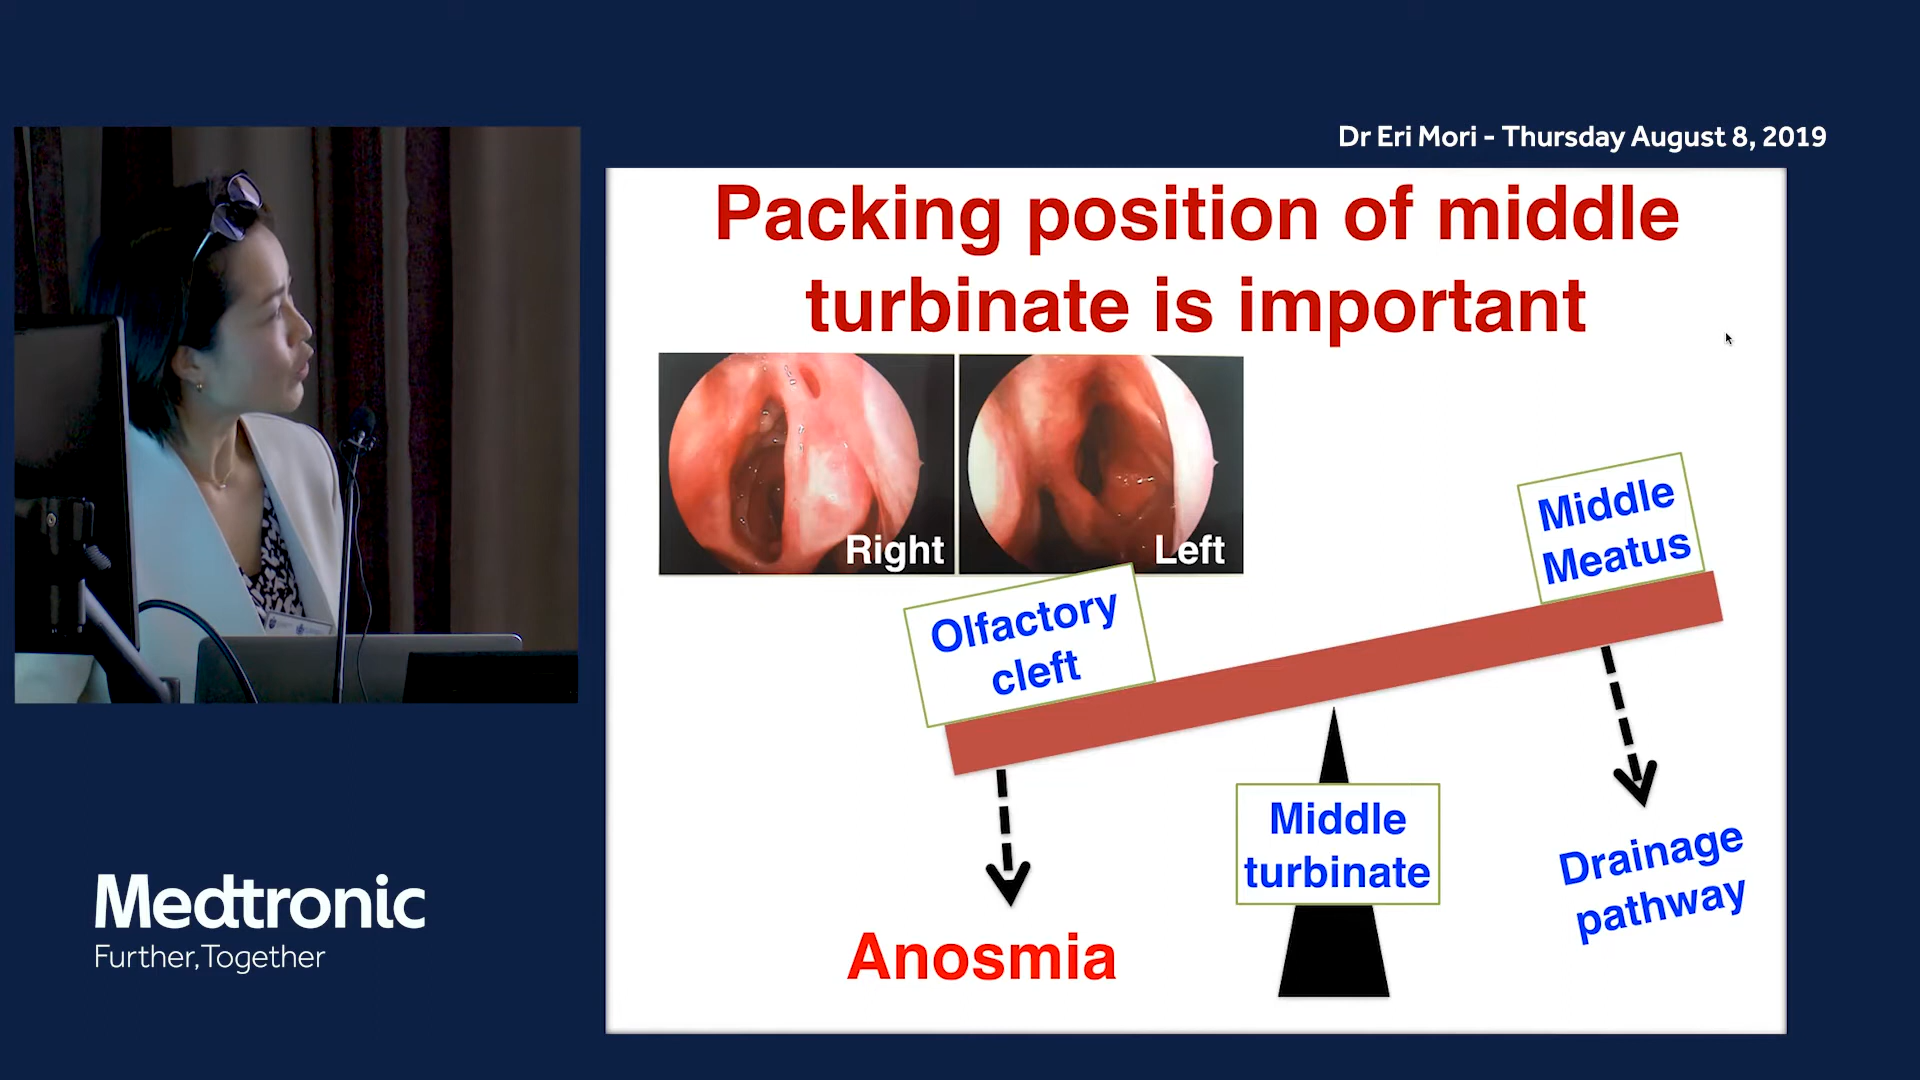 Dr Eri Mori - Thursday August 8, 2019
Packing position of middle
turbinate is important
Right
Left
Middle
Meatus
Olfactory
cleft
Middle
turbinate
Drainage
pathway
Anosmia
Medtronic
Further, Together